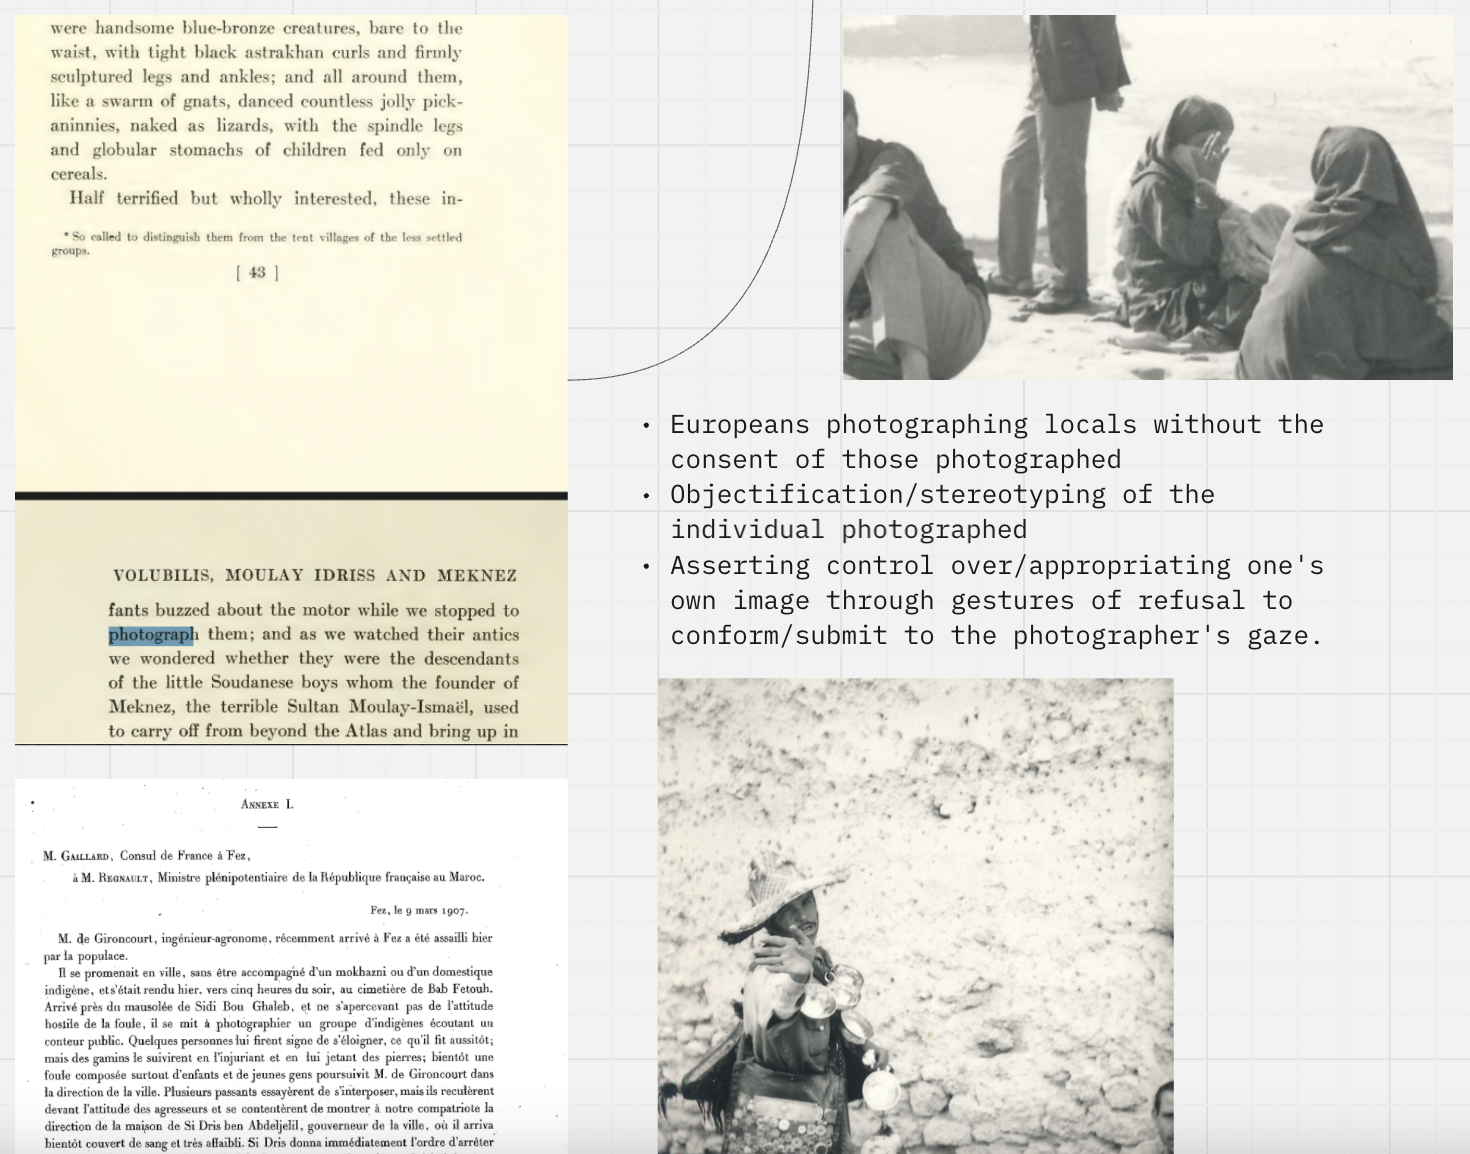 were handsome blue-bronze creatures, bare to the
waist, with tight black astrakhan curls and firmly
sculptured legs and ankles; and all around them,
like a swarm of gnats, danced countless jolly pick-
aninnies, naked as lizards, with the spindle legs
and globular stomachs of children fed only on
cereals.
Half terrified but wholly interested, these in-
* So called to distinguish them from the tent villages of the less settled
groups.
[ 43 ]
VOLUBILIS, MOULAY IDRISS AND MEKNEZ
fants buzzed about the motor while we stopped to
photograph them; and as we watched their antics
we wondered whether they were the descendants
of the little Soudanese boys whom the founder of
Meknez, the terrible Sultan Moulay-Ismaël, used
to carry off from beyond the Atlas and bring up in
ANNEXE I.
M. GAILLARD, Consul de France à Fez,
à M. REGNAULT, Ministre plénipotentiaire de la République française au Maroc.
Fez, le 9 mars 1907.
M. de Gironcourt, ingénieur-agronome, récemment arrivé à Fez a été assailli hier
par la populace.
Il se promenait en ville, sans être accompagné d'un mokhazni ou d'un domestique
indigène, et s'était rendu hier, vers cinq heures du soir, au cimetière de Bab Fetouh.
Arrivé près du mausolée de Sidi Bou Ghaleb, et ne s'apercevant pas de l'attitude
hostile de la foule, il se mit à photographier un groupe d'indigènes écoutant un
conteur public. Quelques personnes lui firent signe de s'éloigner, ce qu'il fit aussitôt;
mais des gamins le suivirent en l'injuriant et en lui jetant des pierres; bientôt une
foule composée surtout d'enfants et de jeunes gens poursuivit M. de Gironcourt dans
la direction de la ville. Plusieurs passants essayèrent de s'interposer, mais ils reculèrent
devant l'attitude des agresseurs et se contentèrent de montrer à notre compatriote la
direction de la maison de Si Dris ben Abdeljelil, gouverneur de la ville, où il arriva
bientôt couvert de sang et très affaibli. Si Dris donna immédiatement l'ordre d'arrêter
• Europeans photographing locals without the
consent of those photographed
• Objectification/stereotyping of the
individual photographed
• Asserting control over/appropriating one's
own image through gestures of refusal to
conform/submit to the photographer's gaze.